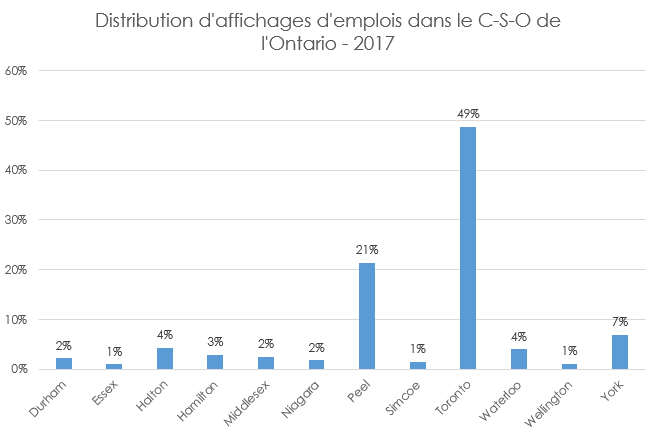 Distribution d'affichages d'emplois dans le C-S-O de
l'Ontario - 2017
60%
50%
40%
30%
20%
10%
0%
2%
1%
4%
3%
2%
2%
21%
1%
49%
4%
1%
7%
Durham
Essex
Halton
Hamilton
Middlesex
Niagara
Peel
Simcoe
Toronto
Waterloo
Wellington
York